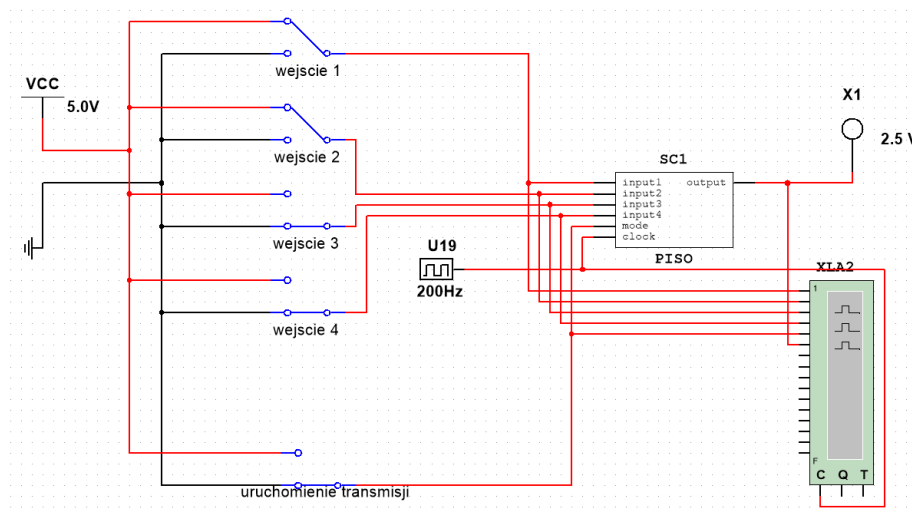 wejscie 1
VCC
5.0V
X1
2.5 V
wejscie 2
SC1
input1 output
input2
input3
input4
mode
clock
PISO
wejscie 3
U19
200Hz
XLA2
1
wejscie 4
F
C Q T
uruchomienie transmisji